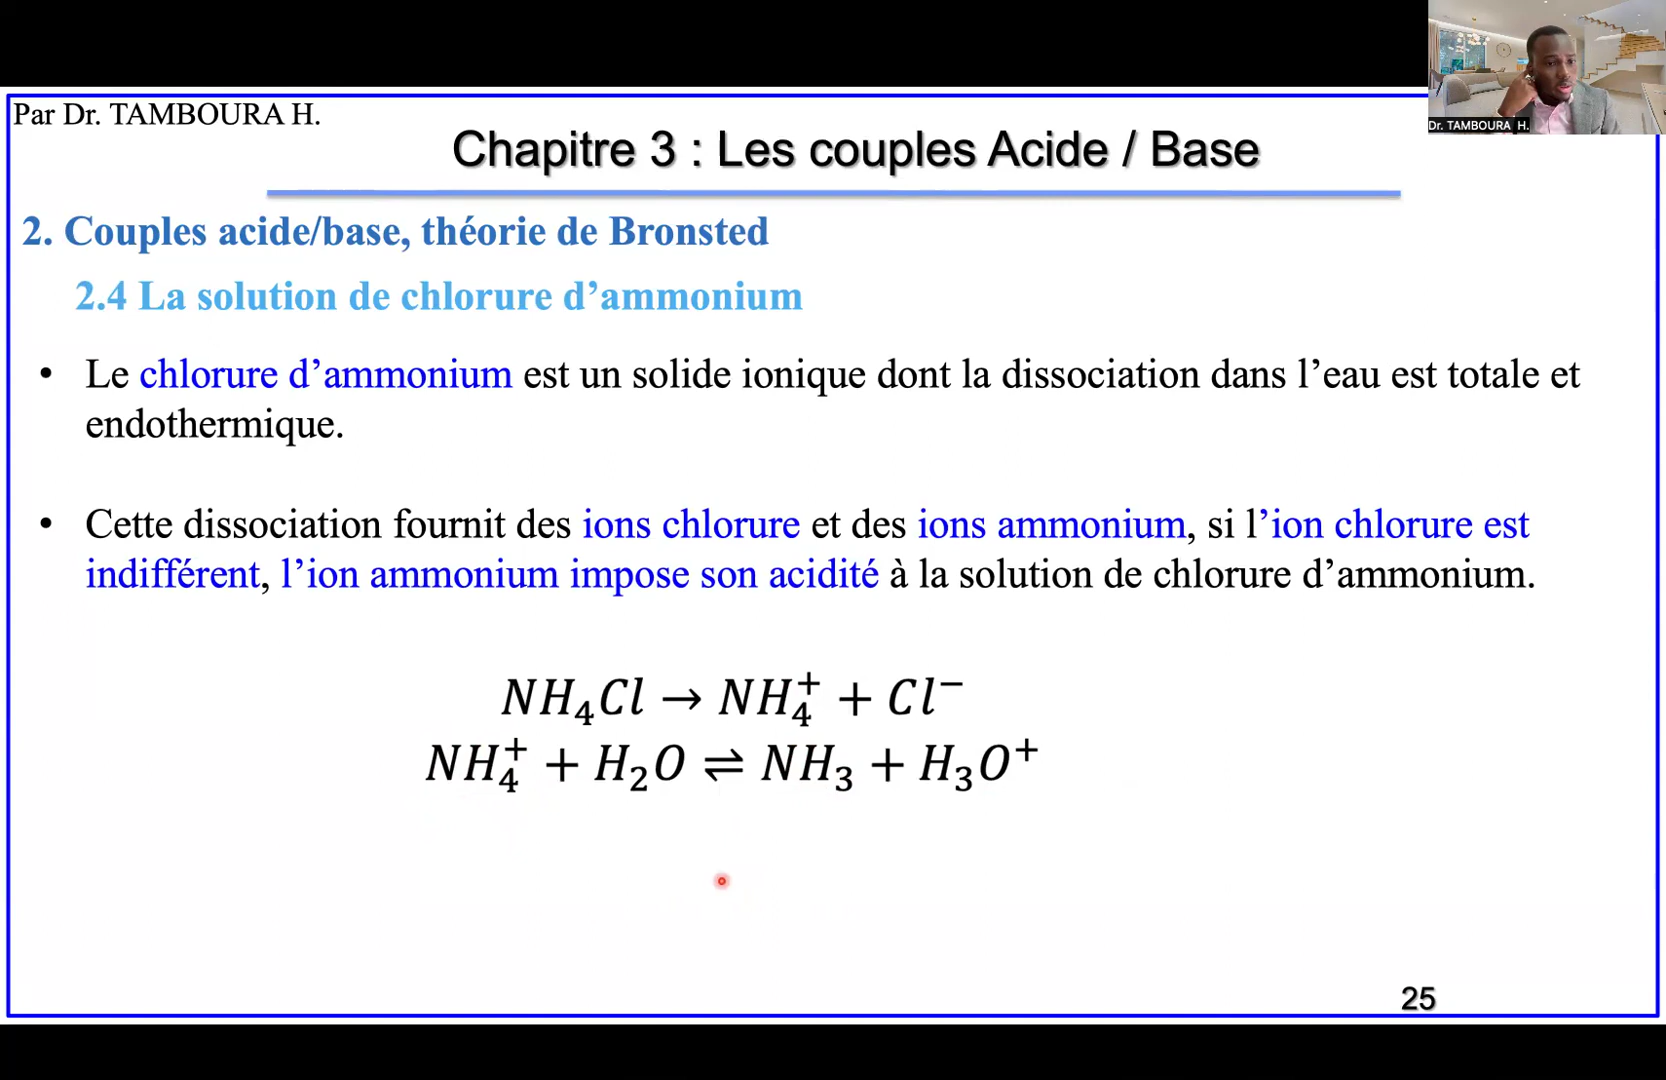 Par Dr. TAMBOURA H.
Dr. TAMBOURA H.
Chapitre 3 : Les couples Acide / Base
2. Couples acide/base, théorie de Bronsted
2.4 La solution de chlorure d’ammonium
• Le chlorure d’ammonium est un solide ionique dont la dissociation dans l’eau est totale et
endothermique.
• Cette dissociation fournit des ions chlorure et des ions ammonium, si l’ion chlorure est
indifférent, l’ion ammonium impose son acidité à la solution de chlorure d’ammonium.
NH₄Cl → NH₄⁺ + Cl⁻
NH₄⁺ + H₂O ⇌ NH₃ + H₃O⁺
25